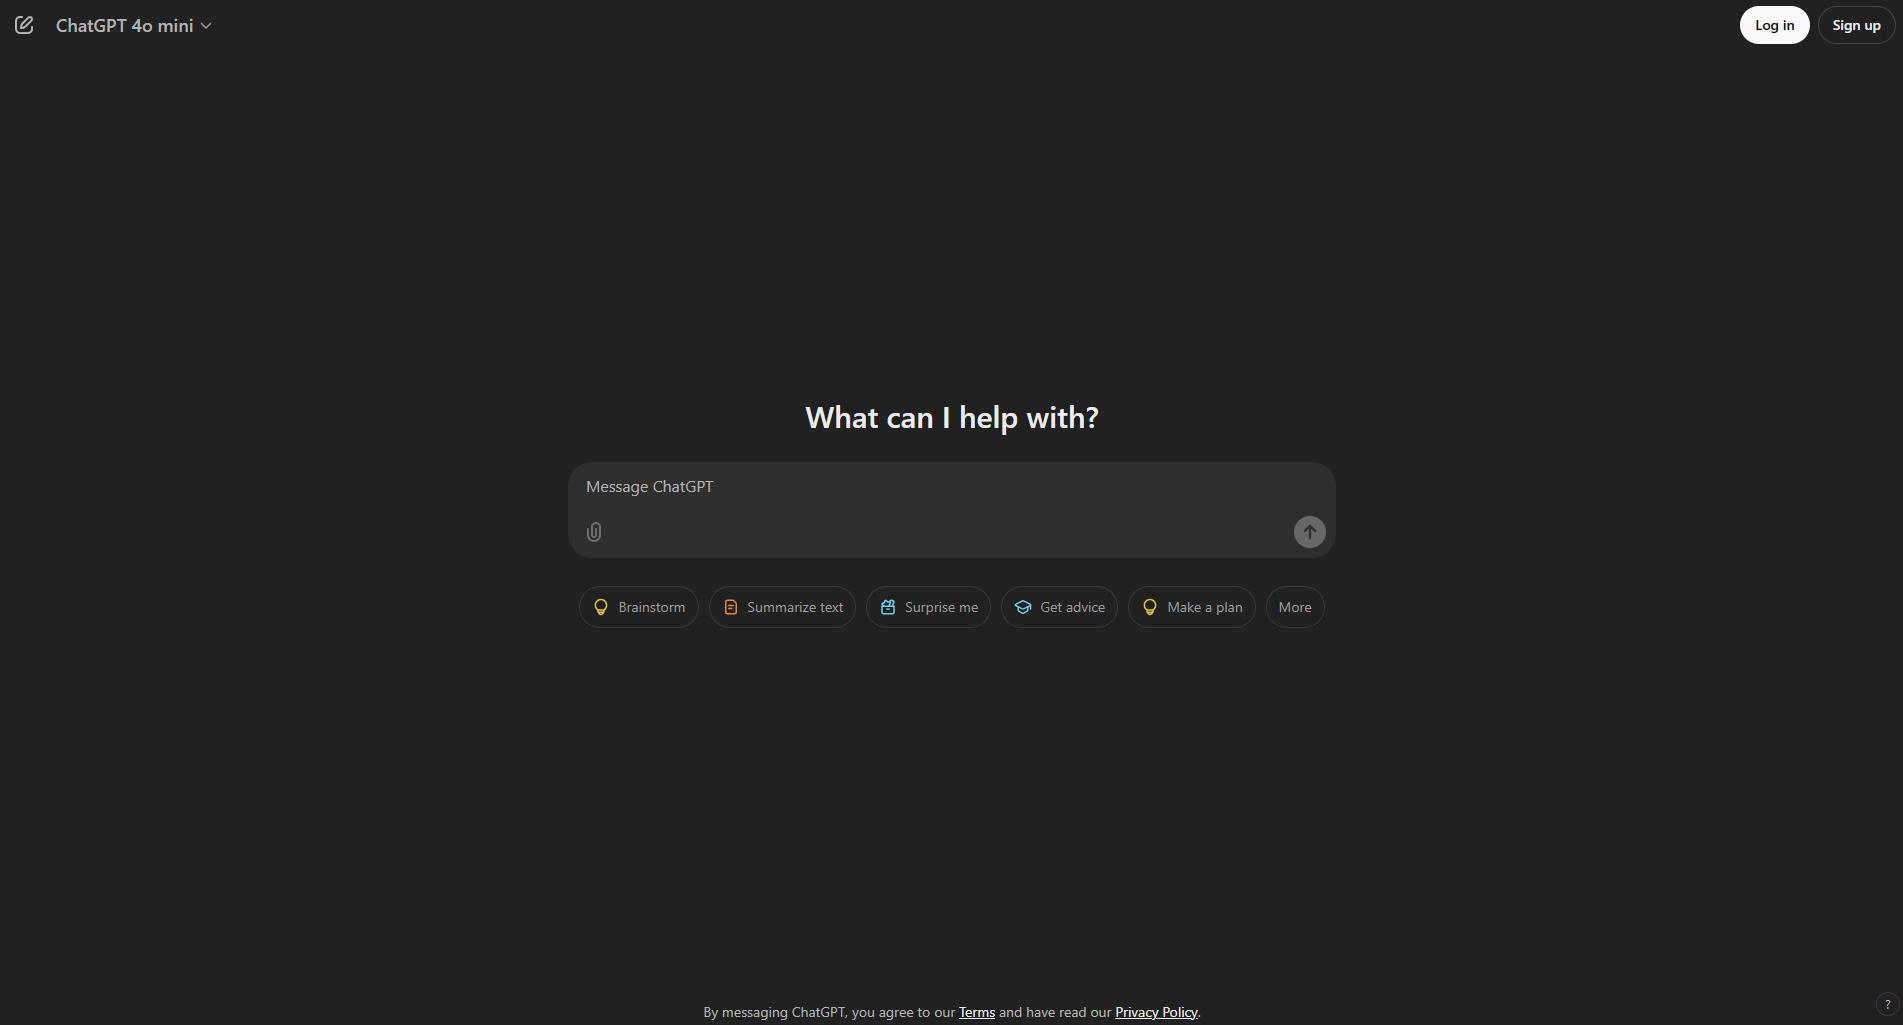 ChatGPT 4o mini
Log in
Sign up
What can I help with?
Message ChatGPT
Brainstorm
Summarize text
Surprise me
Get advice
Make a plan
More
By messaging ChatGPT, you agree to our Terms and have read our Privacy Policy.
?